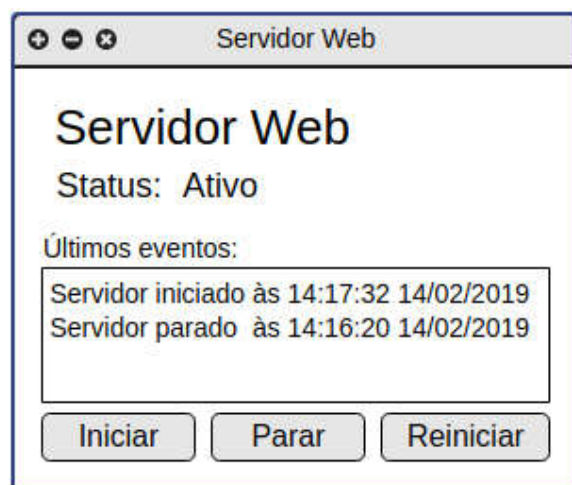 Servidor Web
Servidor Web
Status: Ativo
Últimos eventos:
Servidor iniciado às 14:17:32 14/02/2019
Servidor parado às 14:16:20 14/02/2019
Iniciar Parar Reiniciar